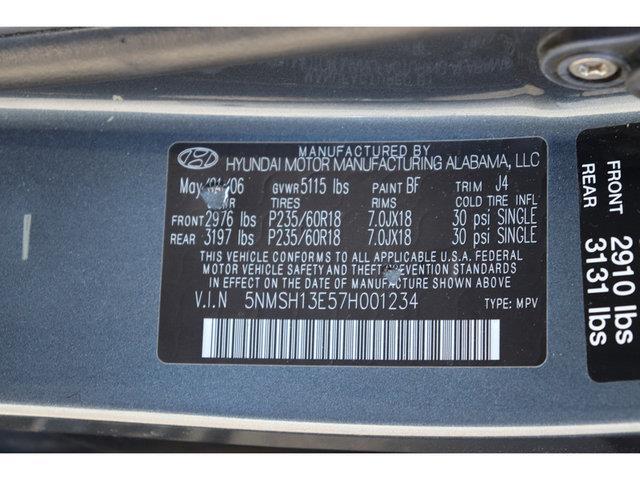 MANUFACTURED BY
HYUNDAI MOTOR MANUFACTURING ALABAMA, LLC
May 06 GVWR 5115 lbs PAINT BF TRIM J4
TIRES RIMS COLD TIRE INFL
FRONT 2976 lbs P235/60R18 7.0JX18 30 psi SINGLE
REAR 3197 lbs P235/60R18 7.0JX18 30 psi SINGLE
THIS VEHICLE CONFORMS TO ALL APPLICABLE U.S.A. FEDERAL
MOTOR VEHICLE SAFETY AND THEFT PREVENTION STANDARDS
IN EFFECT ON THE DATE OF MANUFACTURE SHOWN ABOVE.
V.I.N 5NMSH13E57H001234 TYPE: MPV
FRONT 2910 lbs
REAR 3131 lbs